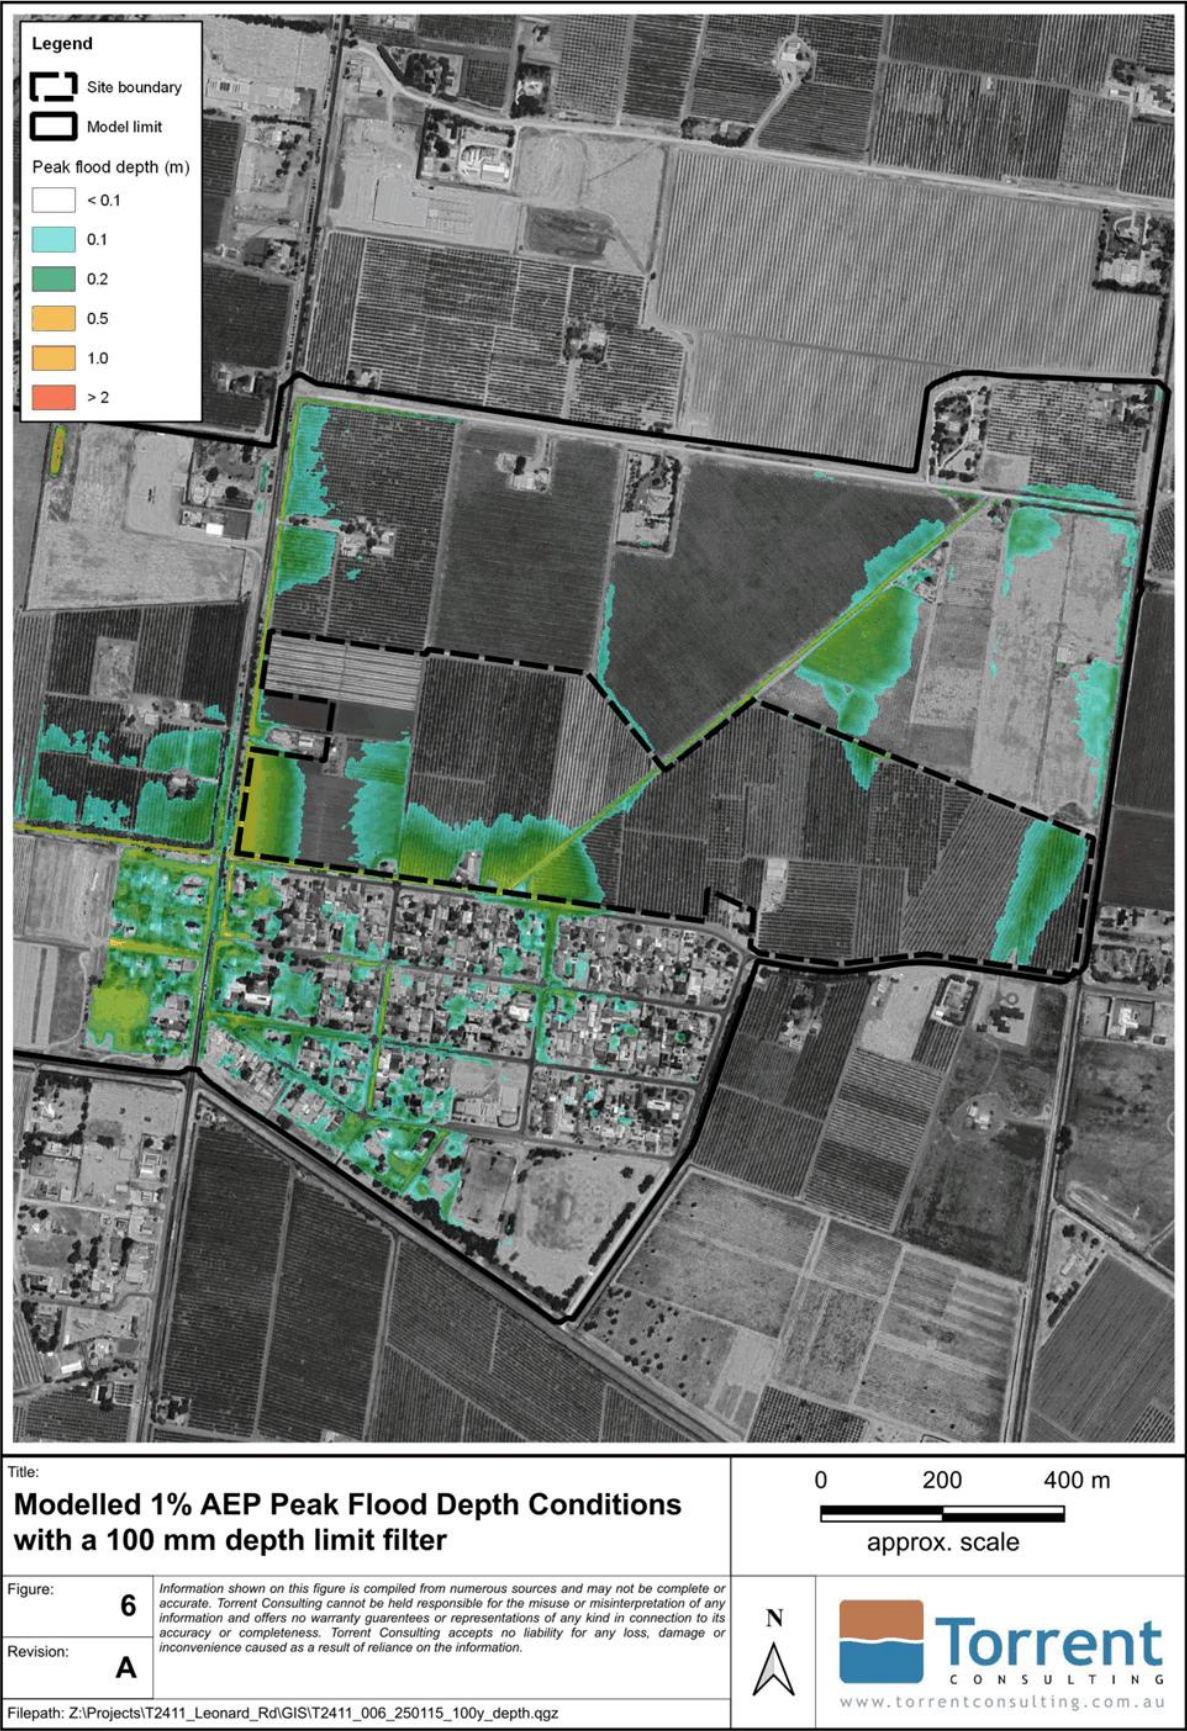 Legend
Site boundary
Model limit
Peak flood depth (m)
< 0.1
0.1
0.2
0.5
1.0
> 2
Title:
Modelled 1% AEP Peak Flood Depth Conditions
with a 100 mm depth limit filter
0 200 400 m
approx. scale
Figure:
6
Revision:
A
Information shown on this figure is compiled from numerous sources and may not be complete or
accurate. Torrent Consulting cannot be held responsible for the misuse or misinterpretation of any
information and offers no warranty guarentees or representations of any kind in connection to its
accuracy or completeness. Torrent Consulting accepts no liability for any loss, damage or
inconvenience caused as a result of reliance on the information.
N
Torrent
CONSULTING
www.torrentconsulting.com.au
Filepath: Z:\Projects\T2411_Leonard_Rd\GIS\T2411_006_250115_100y_depth.qgz